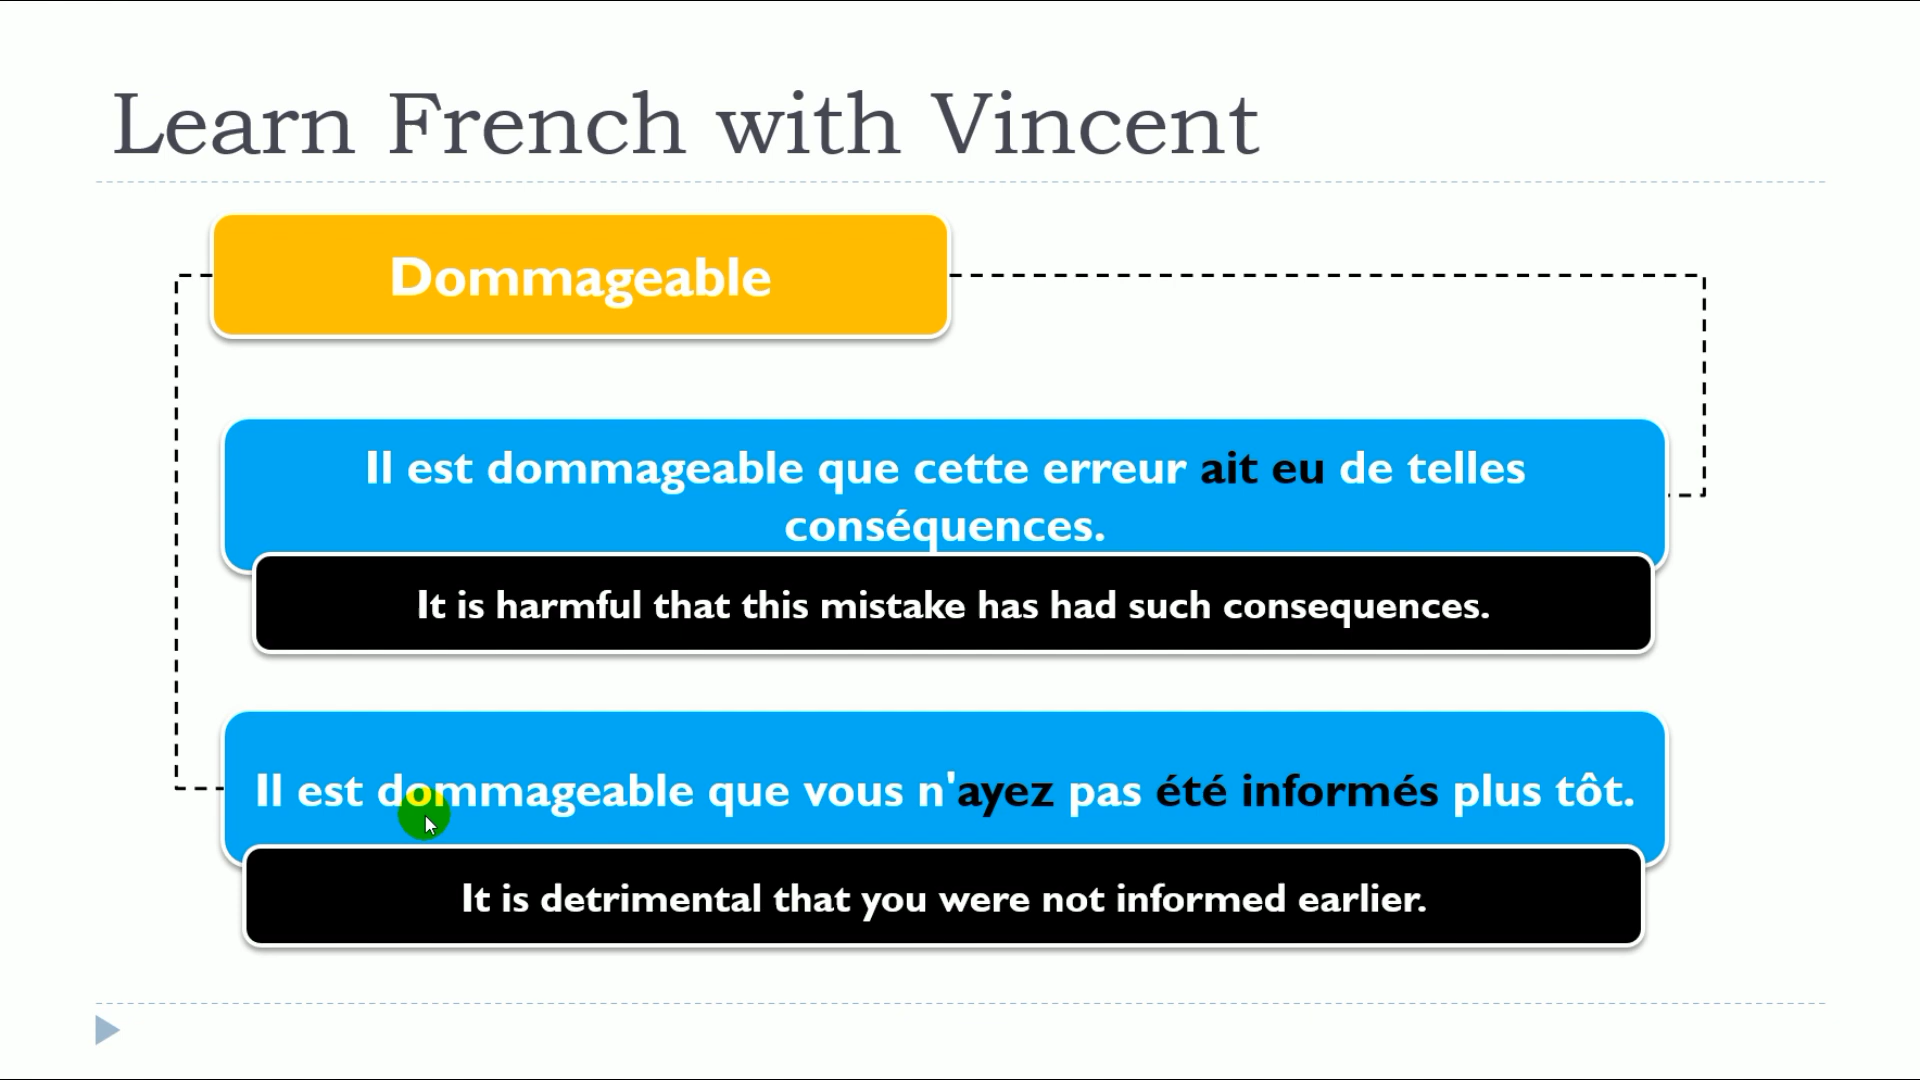 Learn French with Vincent
Dommageable
Il est dommageable que cette erreur ait eu de telles
conséquences.
It is harmful that this mistake has had such consequences.
Il est dommageable que vous n'ayez pas été informés plus tôt.
It is detrimental that you were not informed earlier.